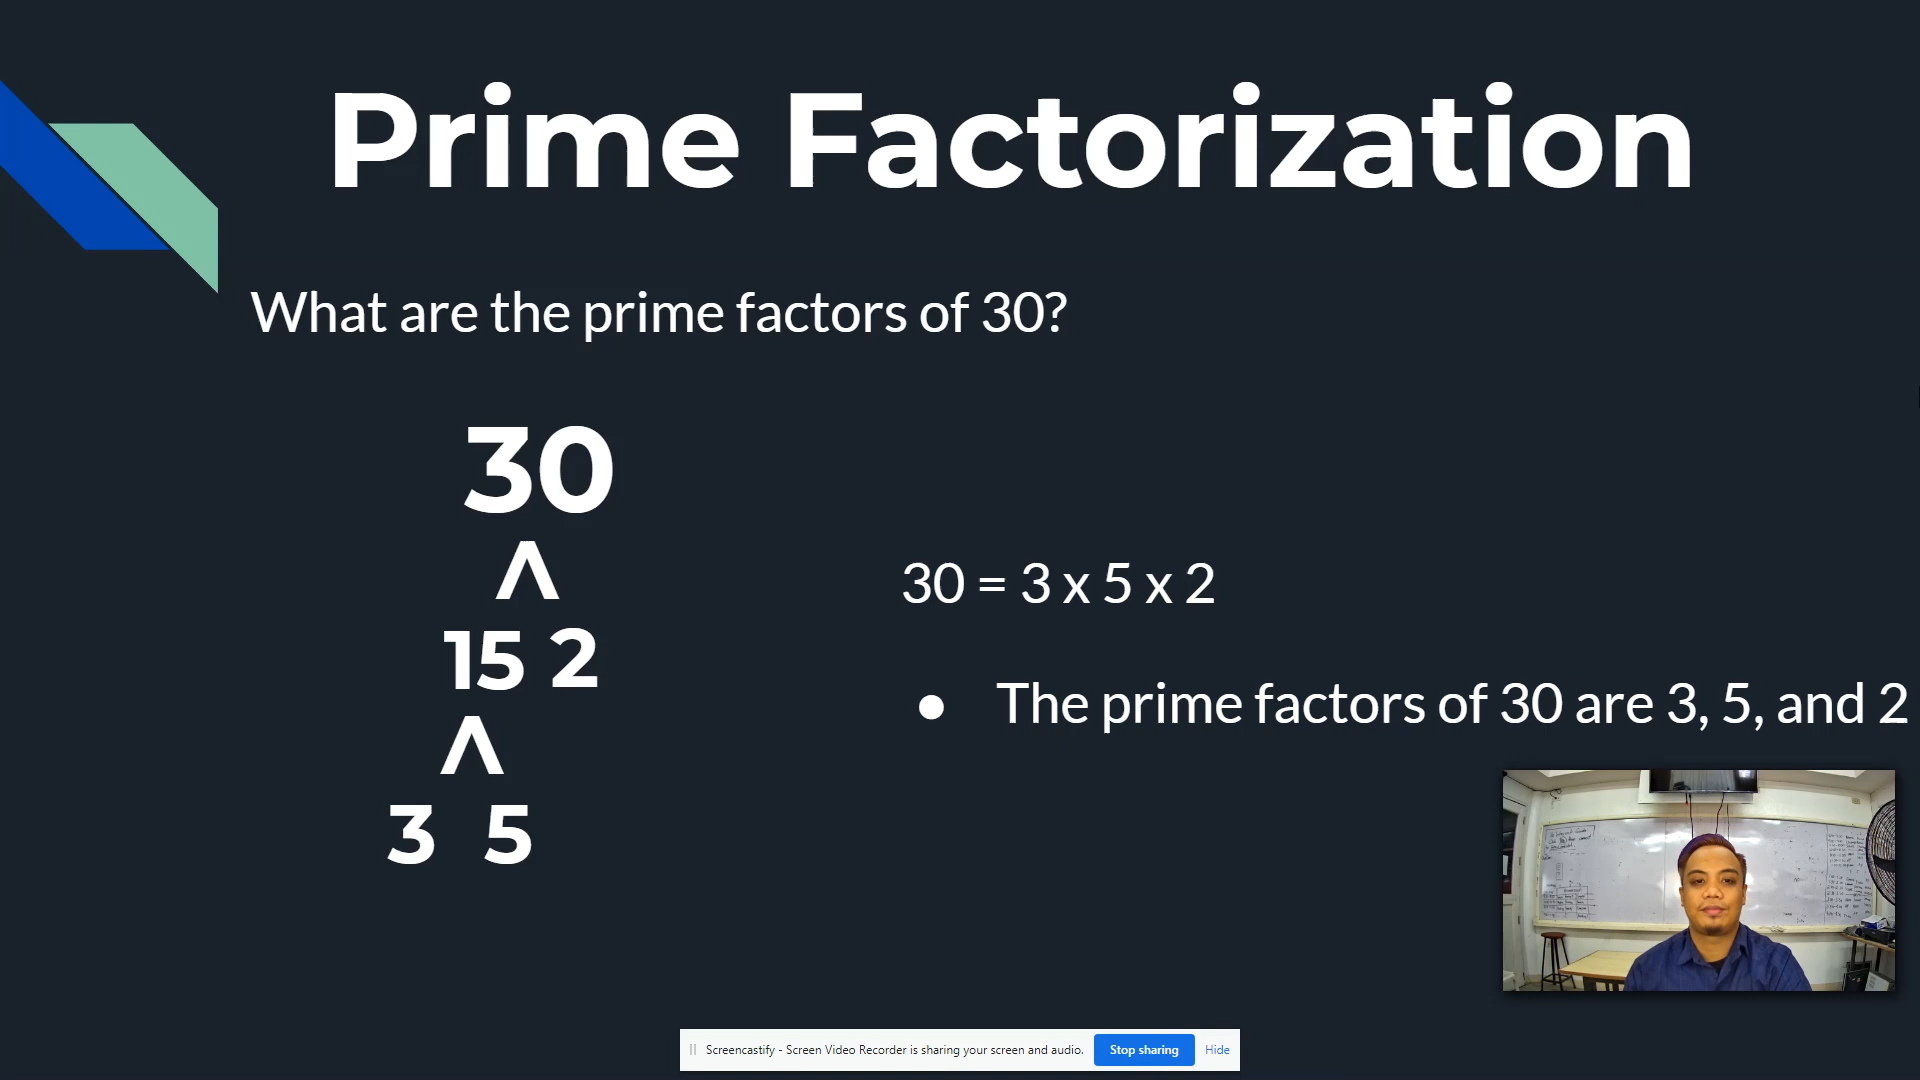 Prime Factorization
What are the prime factors of 30?
30
^
15 2
^
3 5
30 = 3 x 5 x 2
● The prime factors of 30 are 3, 5, and 2
Screencastify - Screen Video Recorder is sharing your screen and audio. Stop sharing Hide